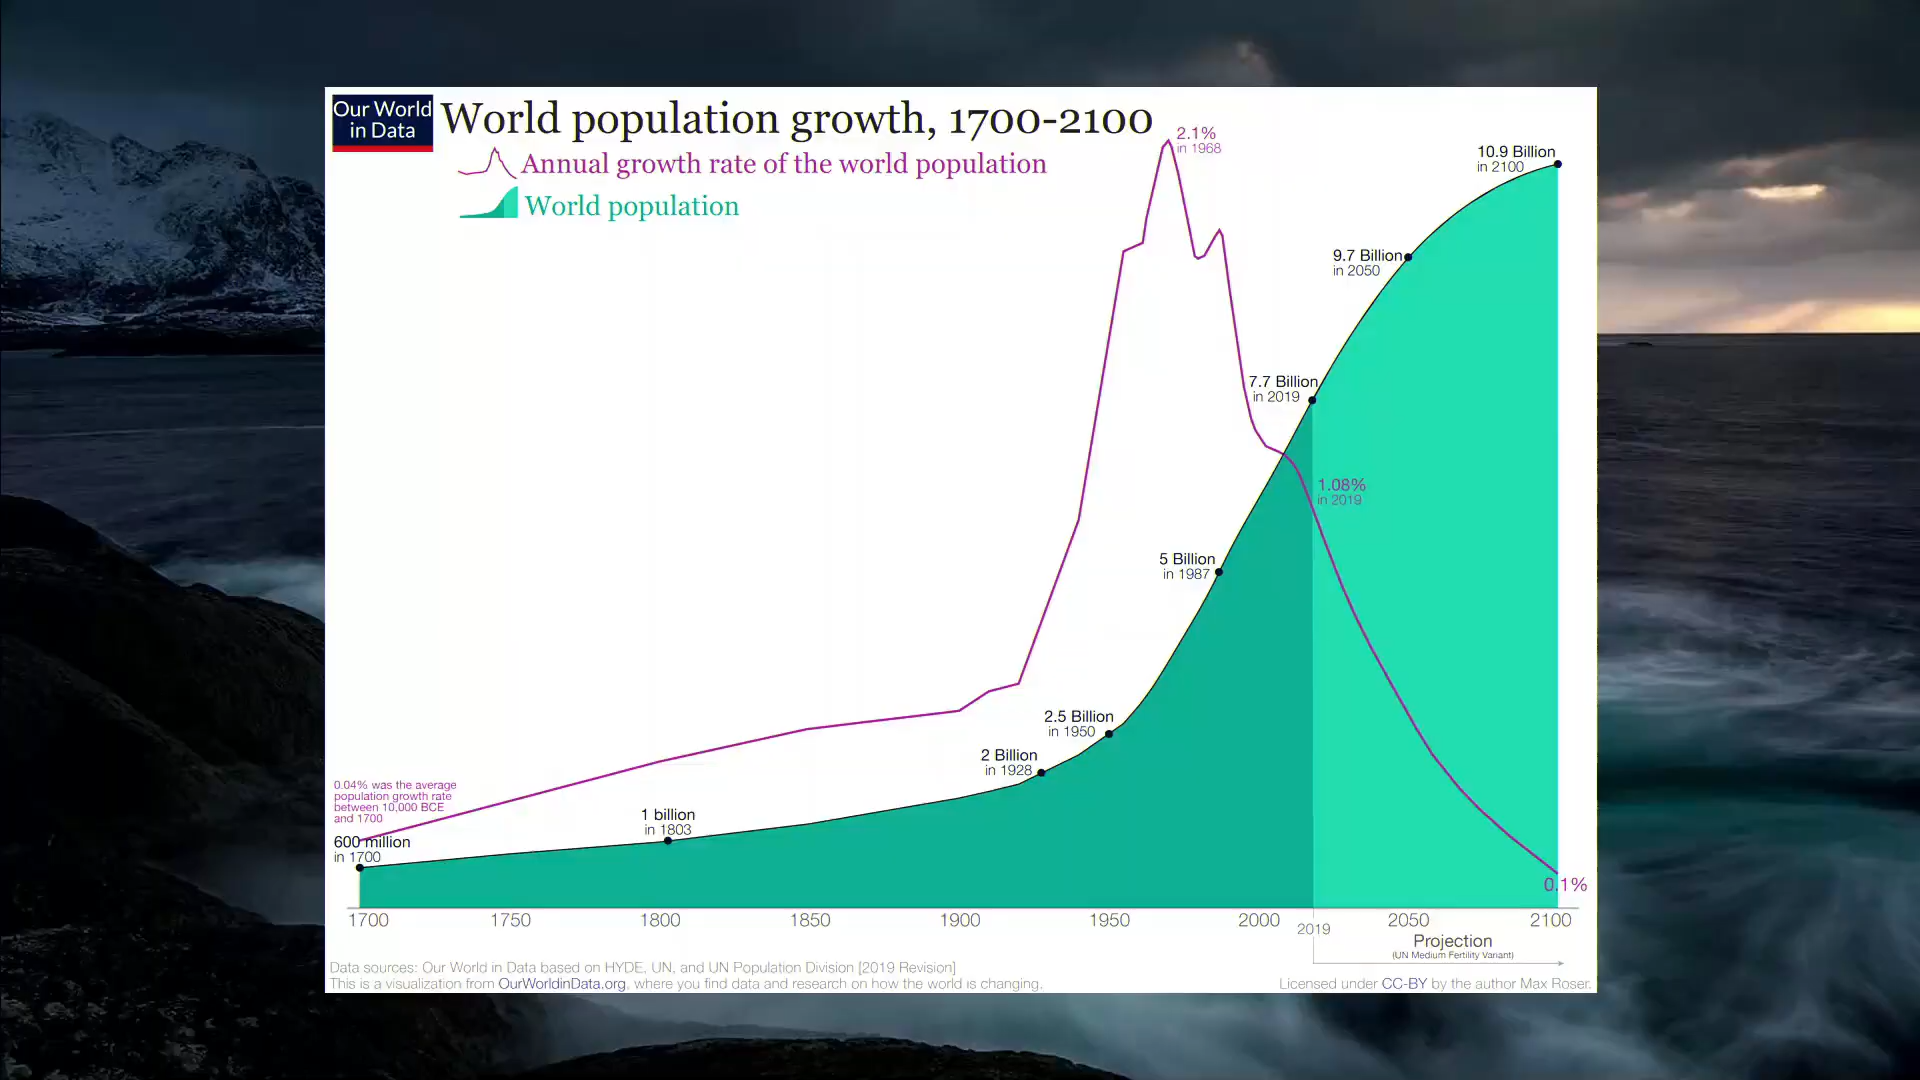 Our World
in Data
World population growth, 1700-2100
Annual growth rate of the world population
World population
2.1%
in 1968
10.9 Billion
in 2100
9.7 Billion
in 2050
7.7 Billion
in 2019
1.08%
in 2019
5 Billion
in 1987
2.5 Billion
in 1950
2 Billion
in 1928
1 billion
in 1803
0.04% was the average
population growth rate
between 10,000 BCE
and 1700
600 million
in 1700
0.1%
1700 1750 1800 1850 1900 1950 2000 2019 2050 2100
Projection
(UN Medium Fertility Variant)
Data sources: Our World in Data based on HYDE, UN, and UN Population Division [2019 Revision]
This is a visualization from OurWorldinData.org, where you find data and research on how the world is changing.
Licensed under CC-BY by the author Max Roser.